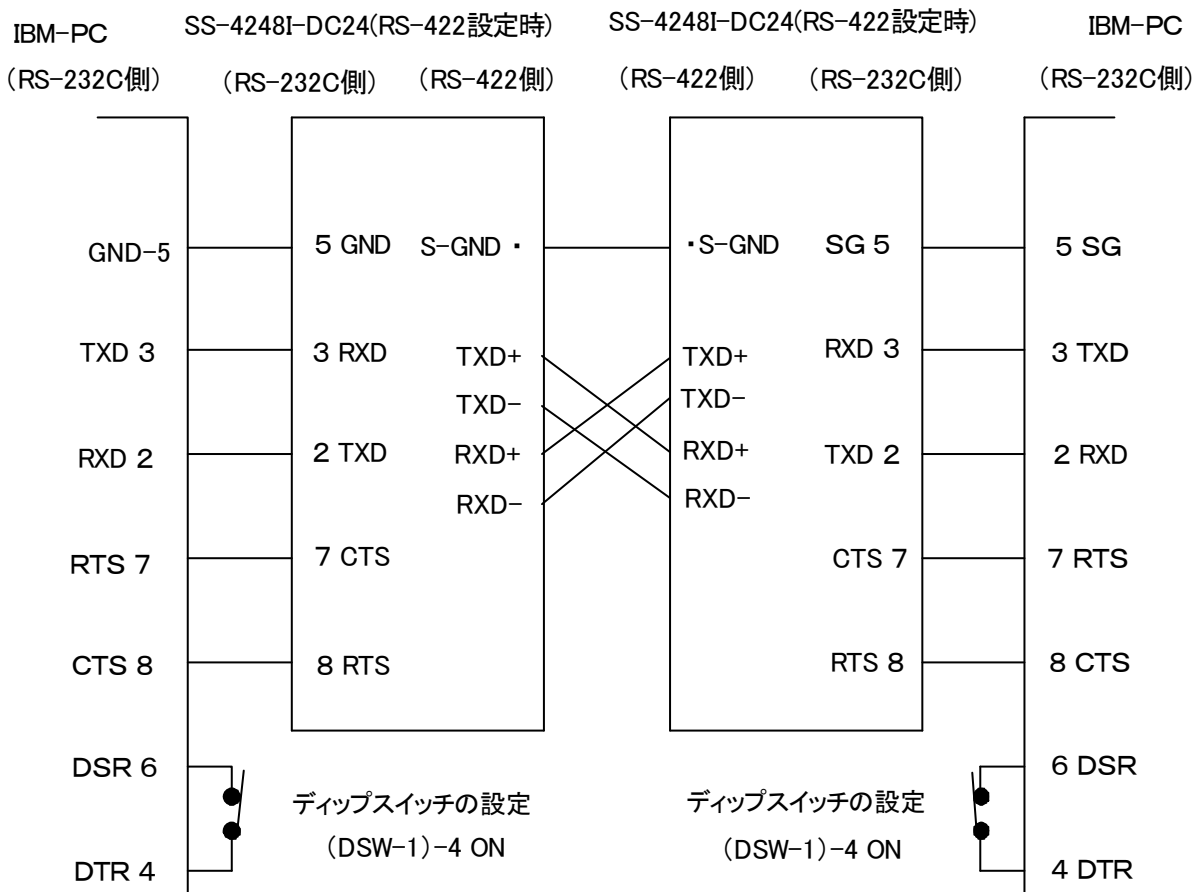 IBM-PC SS-4248I-DC24(RS-422設定時) SS-4248I-DC24(RS-422設定時) IBM-PC
(RS-232C側) (RS-232C側) (RS-422側) (RS-422側) (RS-232C側) (RS-232C側)
GND-5 5 GND S-GND・ ・S-GND SG 5 5 SG
TXD 3 3 RXD TXD+ TXD+ RXD 3 3 TXD
TXD- TXD-
RXD 2 2 TXD RXD+ RXD+ TXD 2 2 RXD
RXD- RXD-
RTS 7 7 CTS CTS 7 7 RTS
CTS 8 8 RTS RTS 8 8 CTS
DSR 6 6 DSR
ディップスイッチの設定 ディップスイッチの設定
(DSW-1)-4 ON (DSW-1)-4 ON
DTR 4 4 DTR